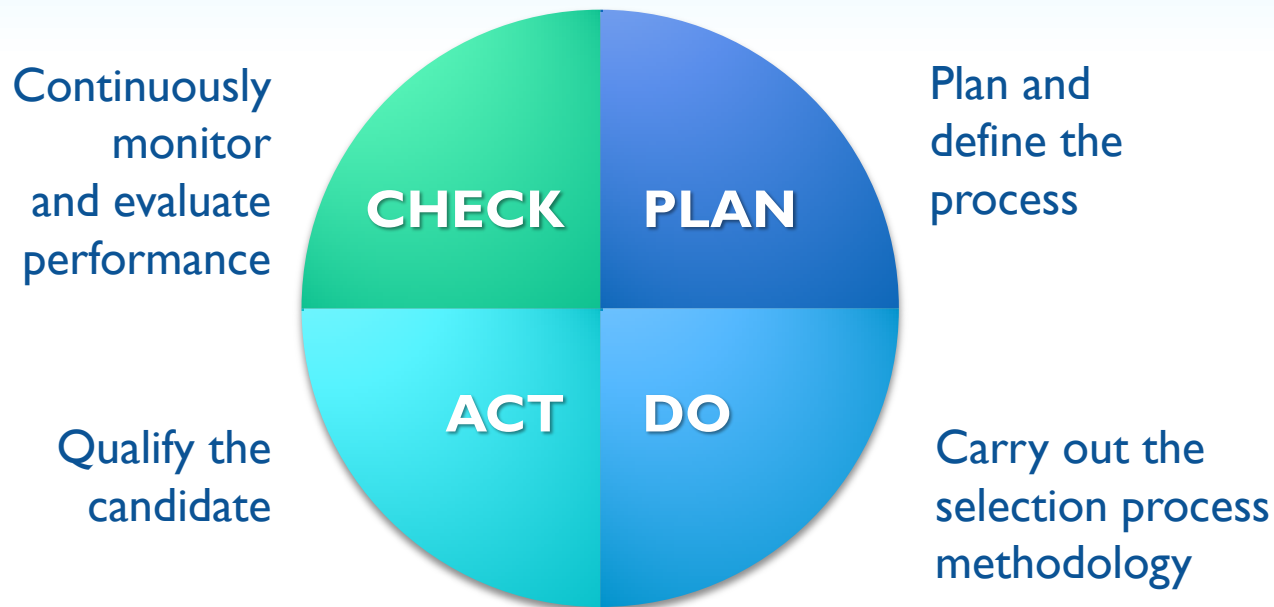 Continuously
monitor
and evaluate
performance
CHECK
PLAN
Plan and
define the
process
Qualify the
candidate
ACT
DO
Carry out the
selection process
methodology